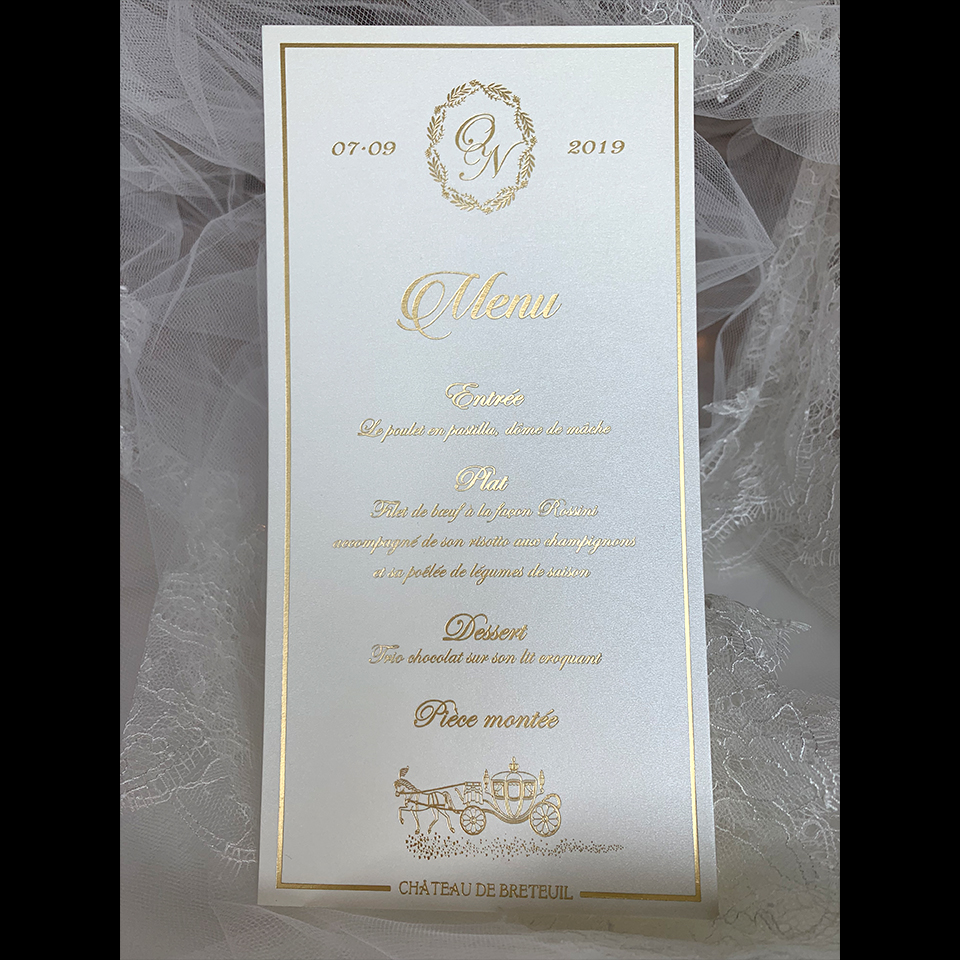 07·09
QN
2019
Menu
Entrée
Le poulet en pastilla, dôme de mâche
Plat
Filet de bœuf à la façon Rossini
accompagné de son risotto aux champignons
et sa poêlée de légumes de saison
Dessert
Trio chocolat sur son lit croquant
Pièce montée
CHÂTEAU DE BRETEUIL